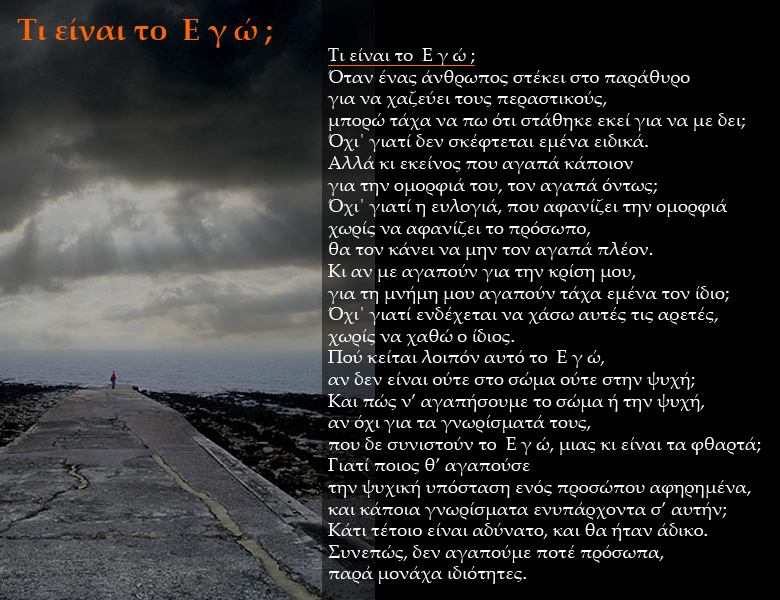 Τι είναι το Ε γ ώ ;
Τι είναι το Ε γ ώ ;
Όταν ένας άνθρωπος στέκει στο παράθυρο
για να χαζεύει τους περαστικούς,
μπορώ τάχα να πω ότι στάθηκε εκεί για να με δει;
Όχι˙ γιατί δεν σκέφτεται εμένα ειδικά.
Αλλά κι εκείνος που αγαπά κάποιον
για την ομορφιά του, τον αγαπά όντως;
Όχι˙ γιατί η ευλογιά, που αφανίζει την ομορφιά
χωρίς να αφανίζει το πρόσωπο,
θα τον κάνει να μην τον αγαπά πλέον.
Κι αν με αγαπούν για την κρίση μου,
για τη μνήμη μου αγαπούν τάχα εμένα τον ίδιο;
Όχι˙ γιατί ενδέχεται να χάσω αυτές τις αρετές,
χωρίς να χαθώ ο ίδιος.
Πού κείται λοιπόν αυτό το Ε γ ώ,
αν δεν είναι ούτε στο σώμα ούτε στην ψυχή;
Και πώς ν’ αγαπήσουμε το σώμα ή την ψυχή,
αν όχι για τα γνωρίσματά τους,
που δε συνιστούν το Ε γ ώ, μιας κι είναι τα φθαρτά;
Γιατί ποιος θ’ αγαπούσε
την ψυχική υπόσταση ενός προσώπου αφηρημένα,
και κάποια γνωρίσματα ενυπάρχοντα σ’ αυτήν;
Κάτι τέτοιο είναι αδύνατο, και θα ήταν άδικο.
Συνεπώς, δεν αγαπούμε ποτέ πρόσωπα,
παρά μονάχα ιδιότητες.